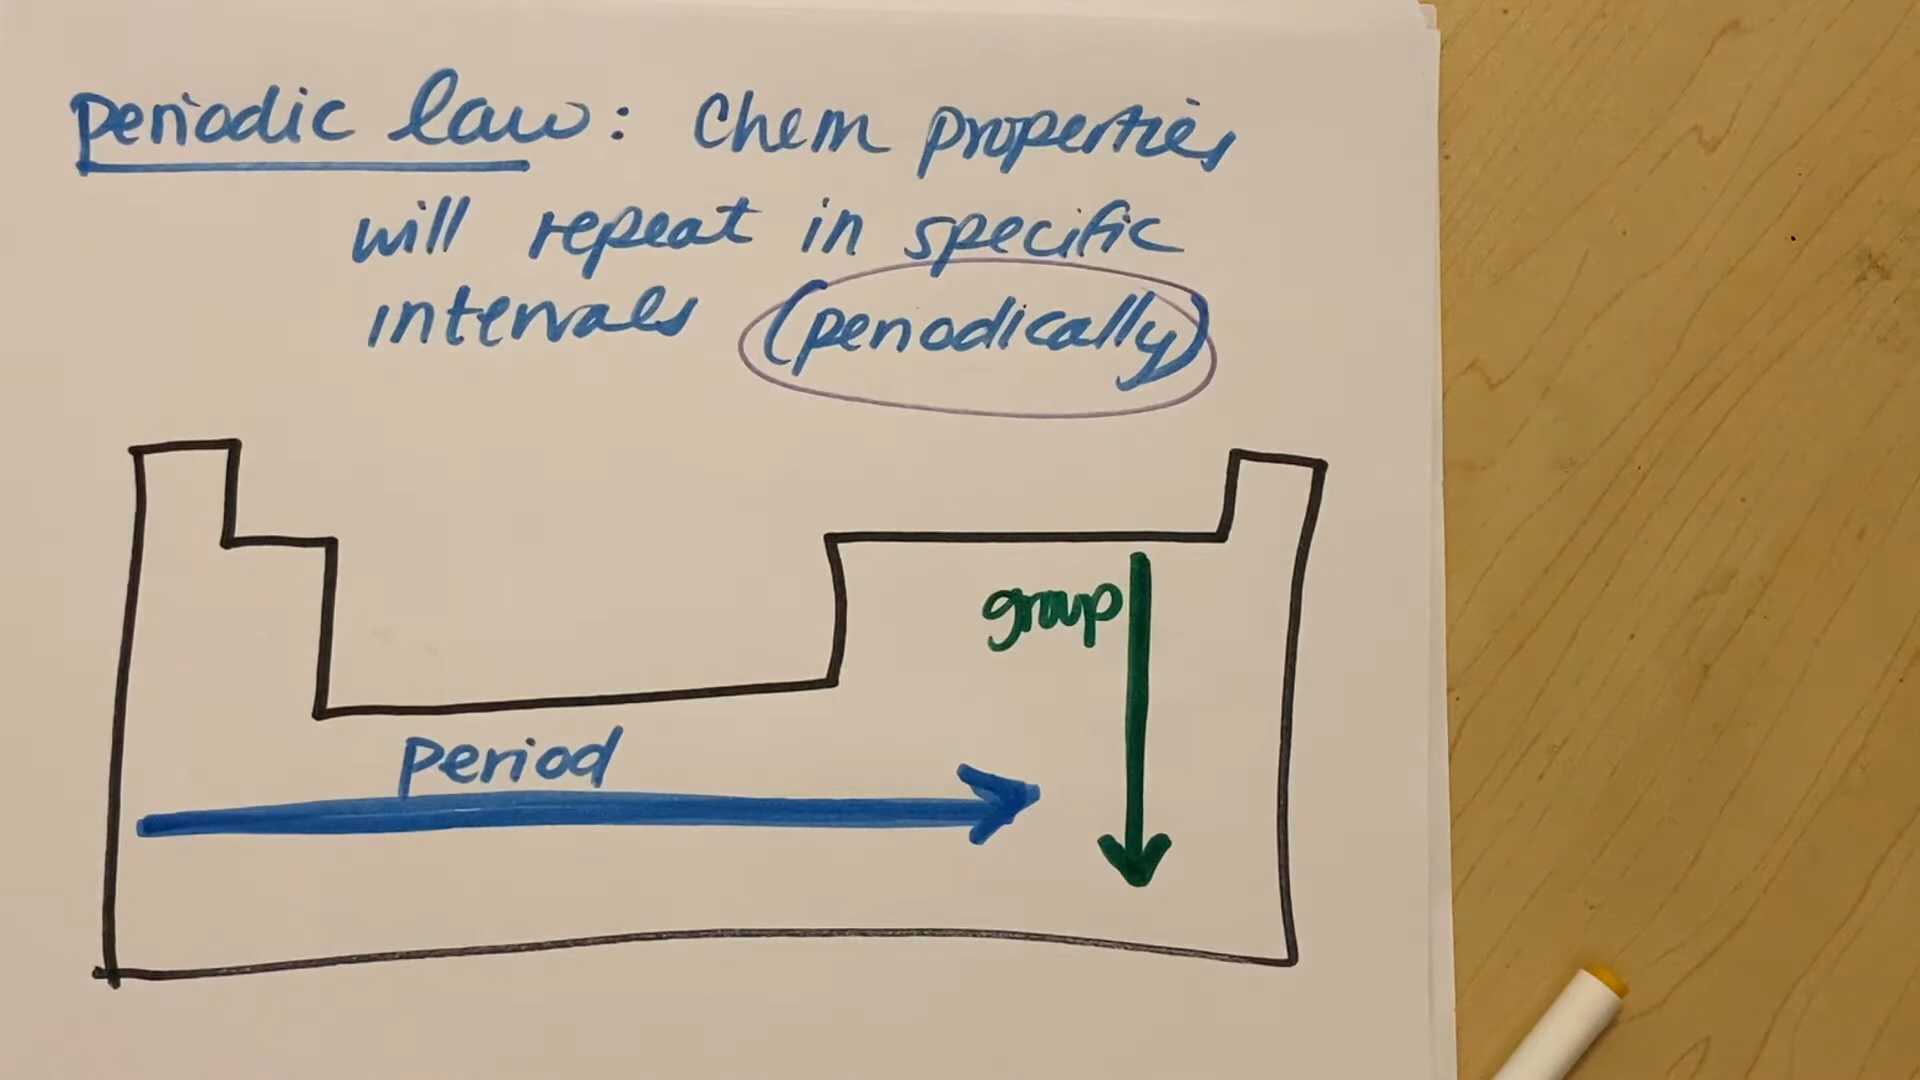 periodic law: Chem properties
will repeat in specific
intervals (periodically)
group
period